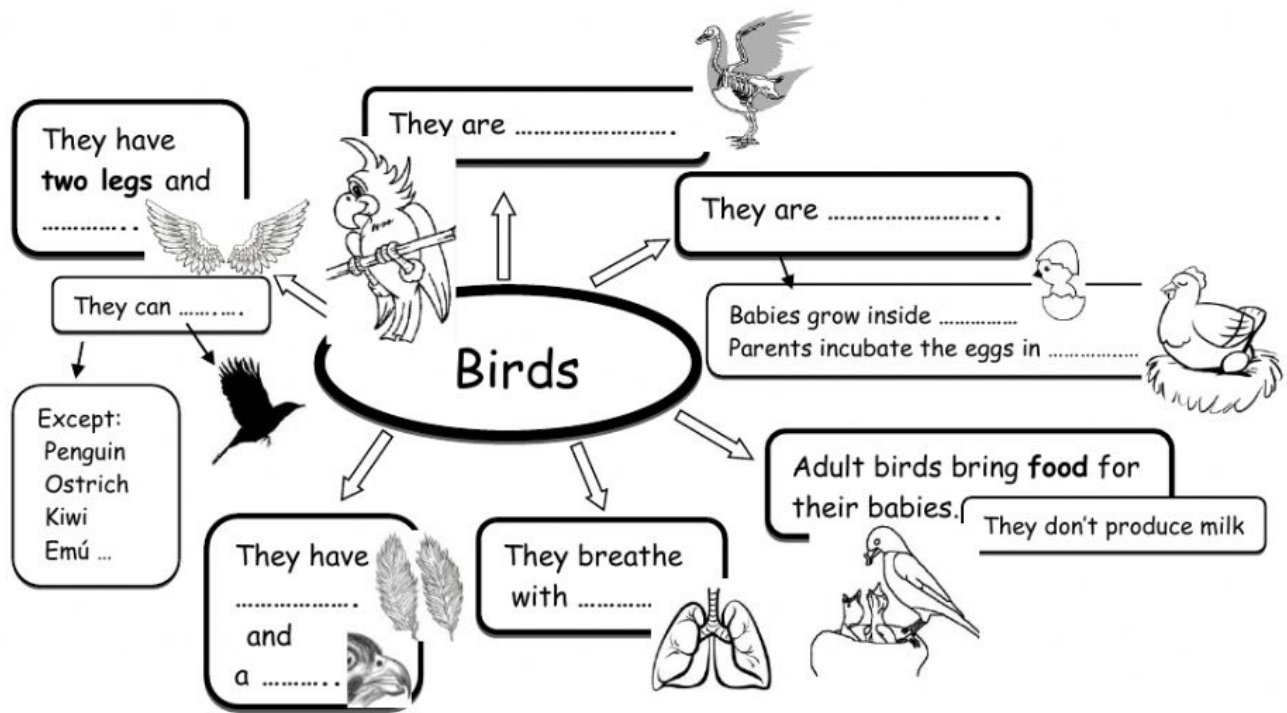 They are ………………….
They have
two legs and
…………..
They are …………………..
They can ……..….
Babies grow inside ……………
Parents incubate the eggs in ………………
Birds
Except:
Penguin
Ostrich
Kiwi
Emú …
Adult birds bring food for
their babies.
They don't produce milk
They have
……………….
and
a ………..
They breathe
with …………